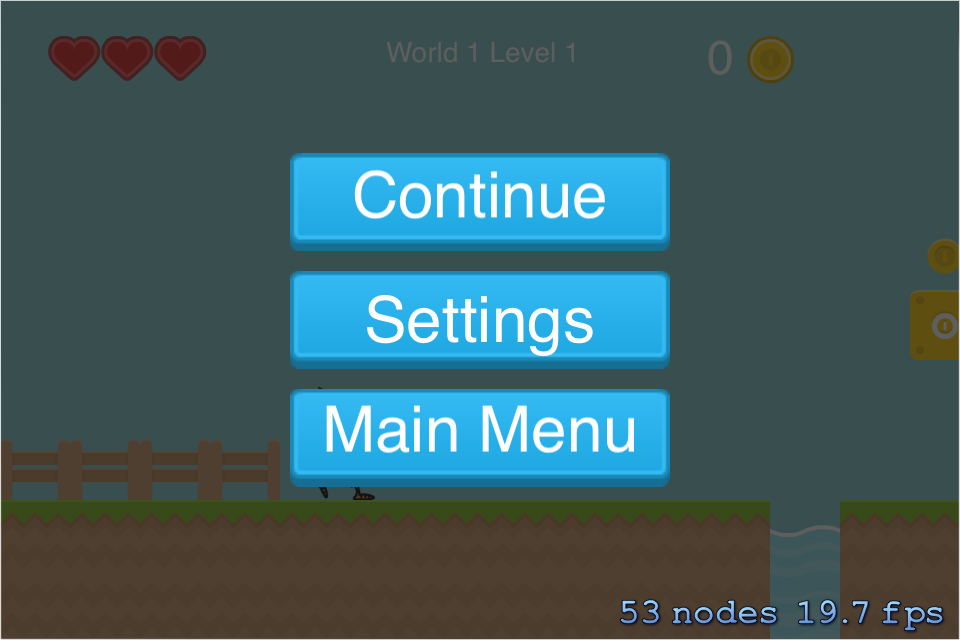 World 1 Level 1
0
Continue
Settings
Main Menu
53 nodes 19.7 fps